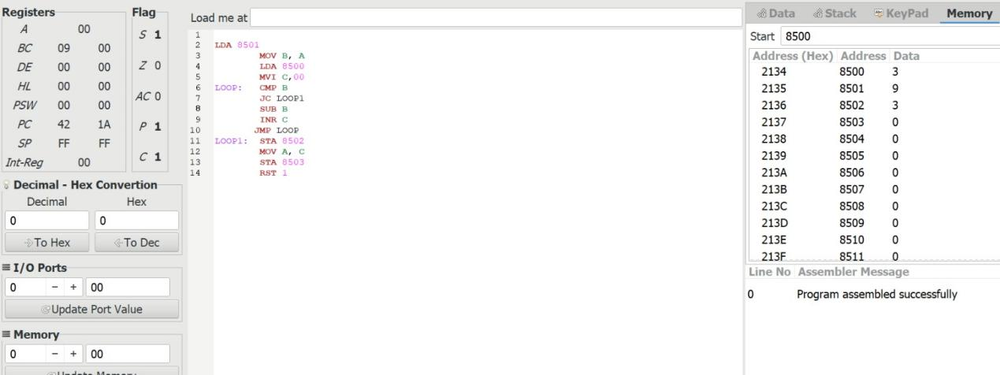 Registers
A 00
BC 09 00
DE 00 00
HL 00 00
PSW 00 00
PC 42 1A
SP FF FF
Int-Reg 00
Flag
S 1
Z 0
AC 0
P 1
C 1
Decimal - Hex Convertion
Decimal Hex
0 0
To Hex To Dec
I/O Ports
0 - + 00
Update Port Value
Memory
0 - + 00
Update Memory
Load me at
1
2 LDA 8501
3 MOV B, A
4 LDA 8500
5 MVI C,00
6 LOOP: CMP B
7 JC LOOP1
8 SUB B
9 INR C
10 JMP LOOP
11 LOOP1: STA 8502
12 MOV A, C
13 STA 8503
14 RST 1
Data Stack KeyPad Memory
Start 8500
Address (Hex) Address Data
2134 8500 3
2135 8501 9
2136 8502 3
2137 8503 0
2138 8504 0
2139 8505 0
213A 8506 0
213B 8507 0
213C 8508 0
213D 8509 0
213E 8510 0
213F 8511 0
Line No Assembler Message
0 Program assembled successfully